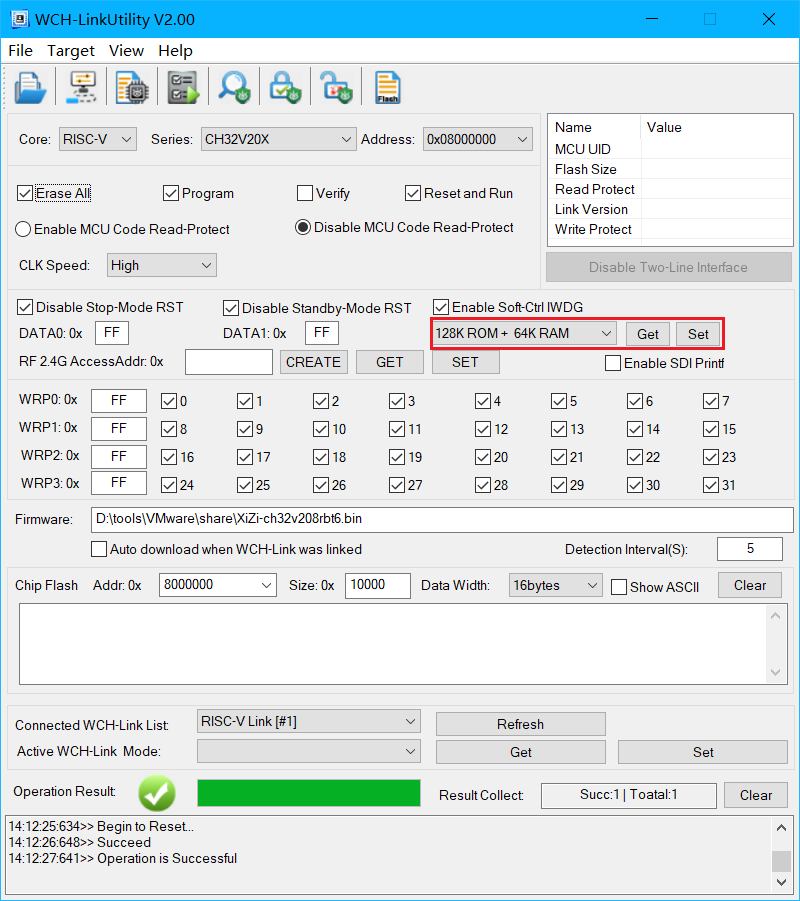 WCH-LinkUtility V2.00
File Target View Help
Flash
Core: RISC-V Series: CH32V20X Address: 0x08000000
Name Value
MCU UID
Flash Size
Read Protect
Link Version
Write Protect
Erase All Program Verify Reset and Run
Enable MCU Code Read-Protect Disable MCU Code Read-Protect
CLK Speed: High
Disable Two-Line Interface
Disable Stop-Mode RST Disable Standby-Mode RST Enable Soft-Ctrl IWDG
DATA0: 0x FF DATA1: 0x FF 128K ROM + 64K RAM Get Set
RF 2.4G AccessAddr: 0x CREATE GET SET Enable SDI Printf
WRP0: 0x FF 0 1 2 3 4 5 6 7
WRP1: 0x FF 8 9 10 11 12 13 14 15
WRP2: 0x FF 16 17 18 19 20 21 22 23
WRP3: 0x FF 24 25 26 27 28 29 30 31
Firmware: D:\tools\VMware\share\XiZi-ch32v208rbt6.bin
Auto download when WCH-Link was linked Detection Interval(S): 5
Chip Flash Addr: 0x 8000000 Size: 0x 10000 Data Width: 16bytes Show ASCII Clear
Connected WCH-Link List: RISC-V Link [#1] Refresh
Active WCH-Link Mode: Get Set
Operation Result: Result Collect: Succ:1 | Toatal:1 Clear
14:12:25:634>> Begin to Reset...
14:12:26:648>> Succeed
14:12:27:641>> Operation is Successful